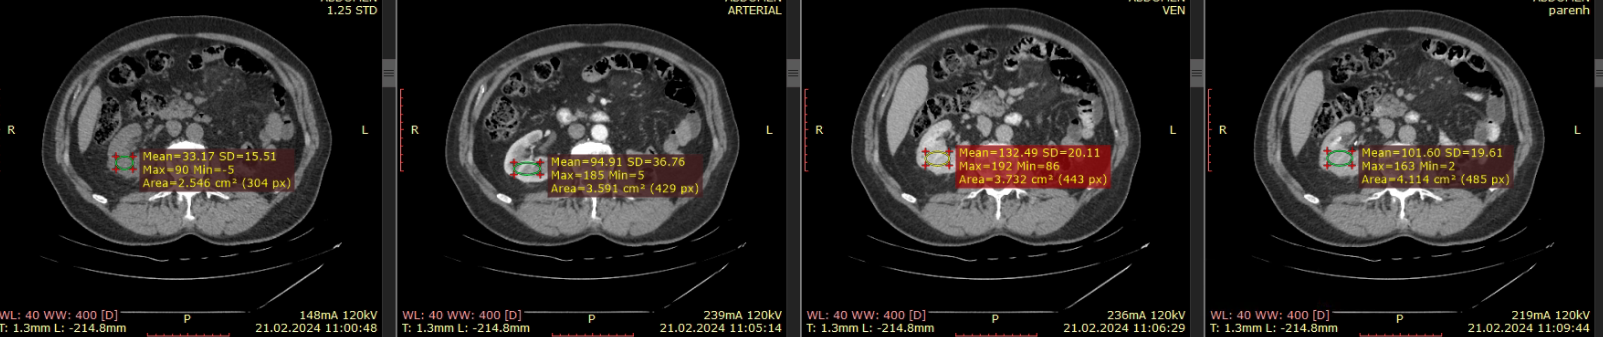 1.25 STD
R
L
Mean=33.17 SD=15.51
Max=90 Min=-5
Area=2.546 cm² (304 px)
WL: 40 WW: 400 [D]
T: 1.3mm L: -214.8mm
P
148mA 120kV
21.02.2024 11:00:48
ARTERIAL
R
L
Mean=94.91 SD=36.76
Max=185 Min=5
Area=3.591 cm² (429 px)
WL: 40 WW: 400 [D]
T: 1.3mm L: -214.8mm
P
239mA 120kV
21.02.2024 11:05:14
VEN
R
L
Mean=132.49 SD=20.11
Max=192 Min=86
Area=3.732 cm² (443 px)
WL: 40 WW: 400 [D]
T: 1.3mm L: -214.8mm
P
236mA 120kV
21.02.2024 11:06:29
parenh
R
L
Mean=101.60 SD=19.61
Max=163 Min=2
Area=4.114 cm² (485 px)
WL: 40 WW: 400 [D]
T: 1.3mm L: -214.8mm
P
219mA 120kV
21.02.2024 11:09:44